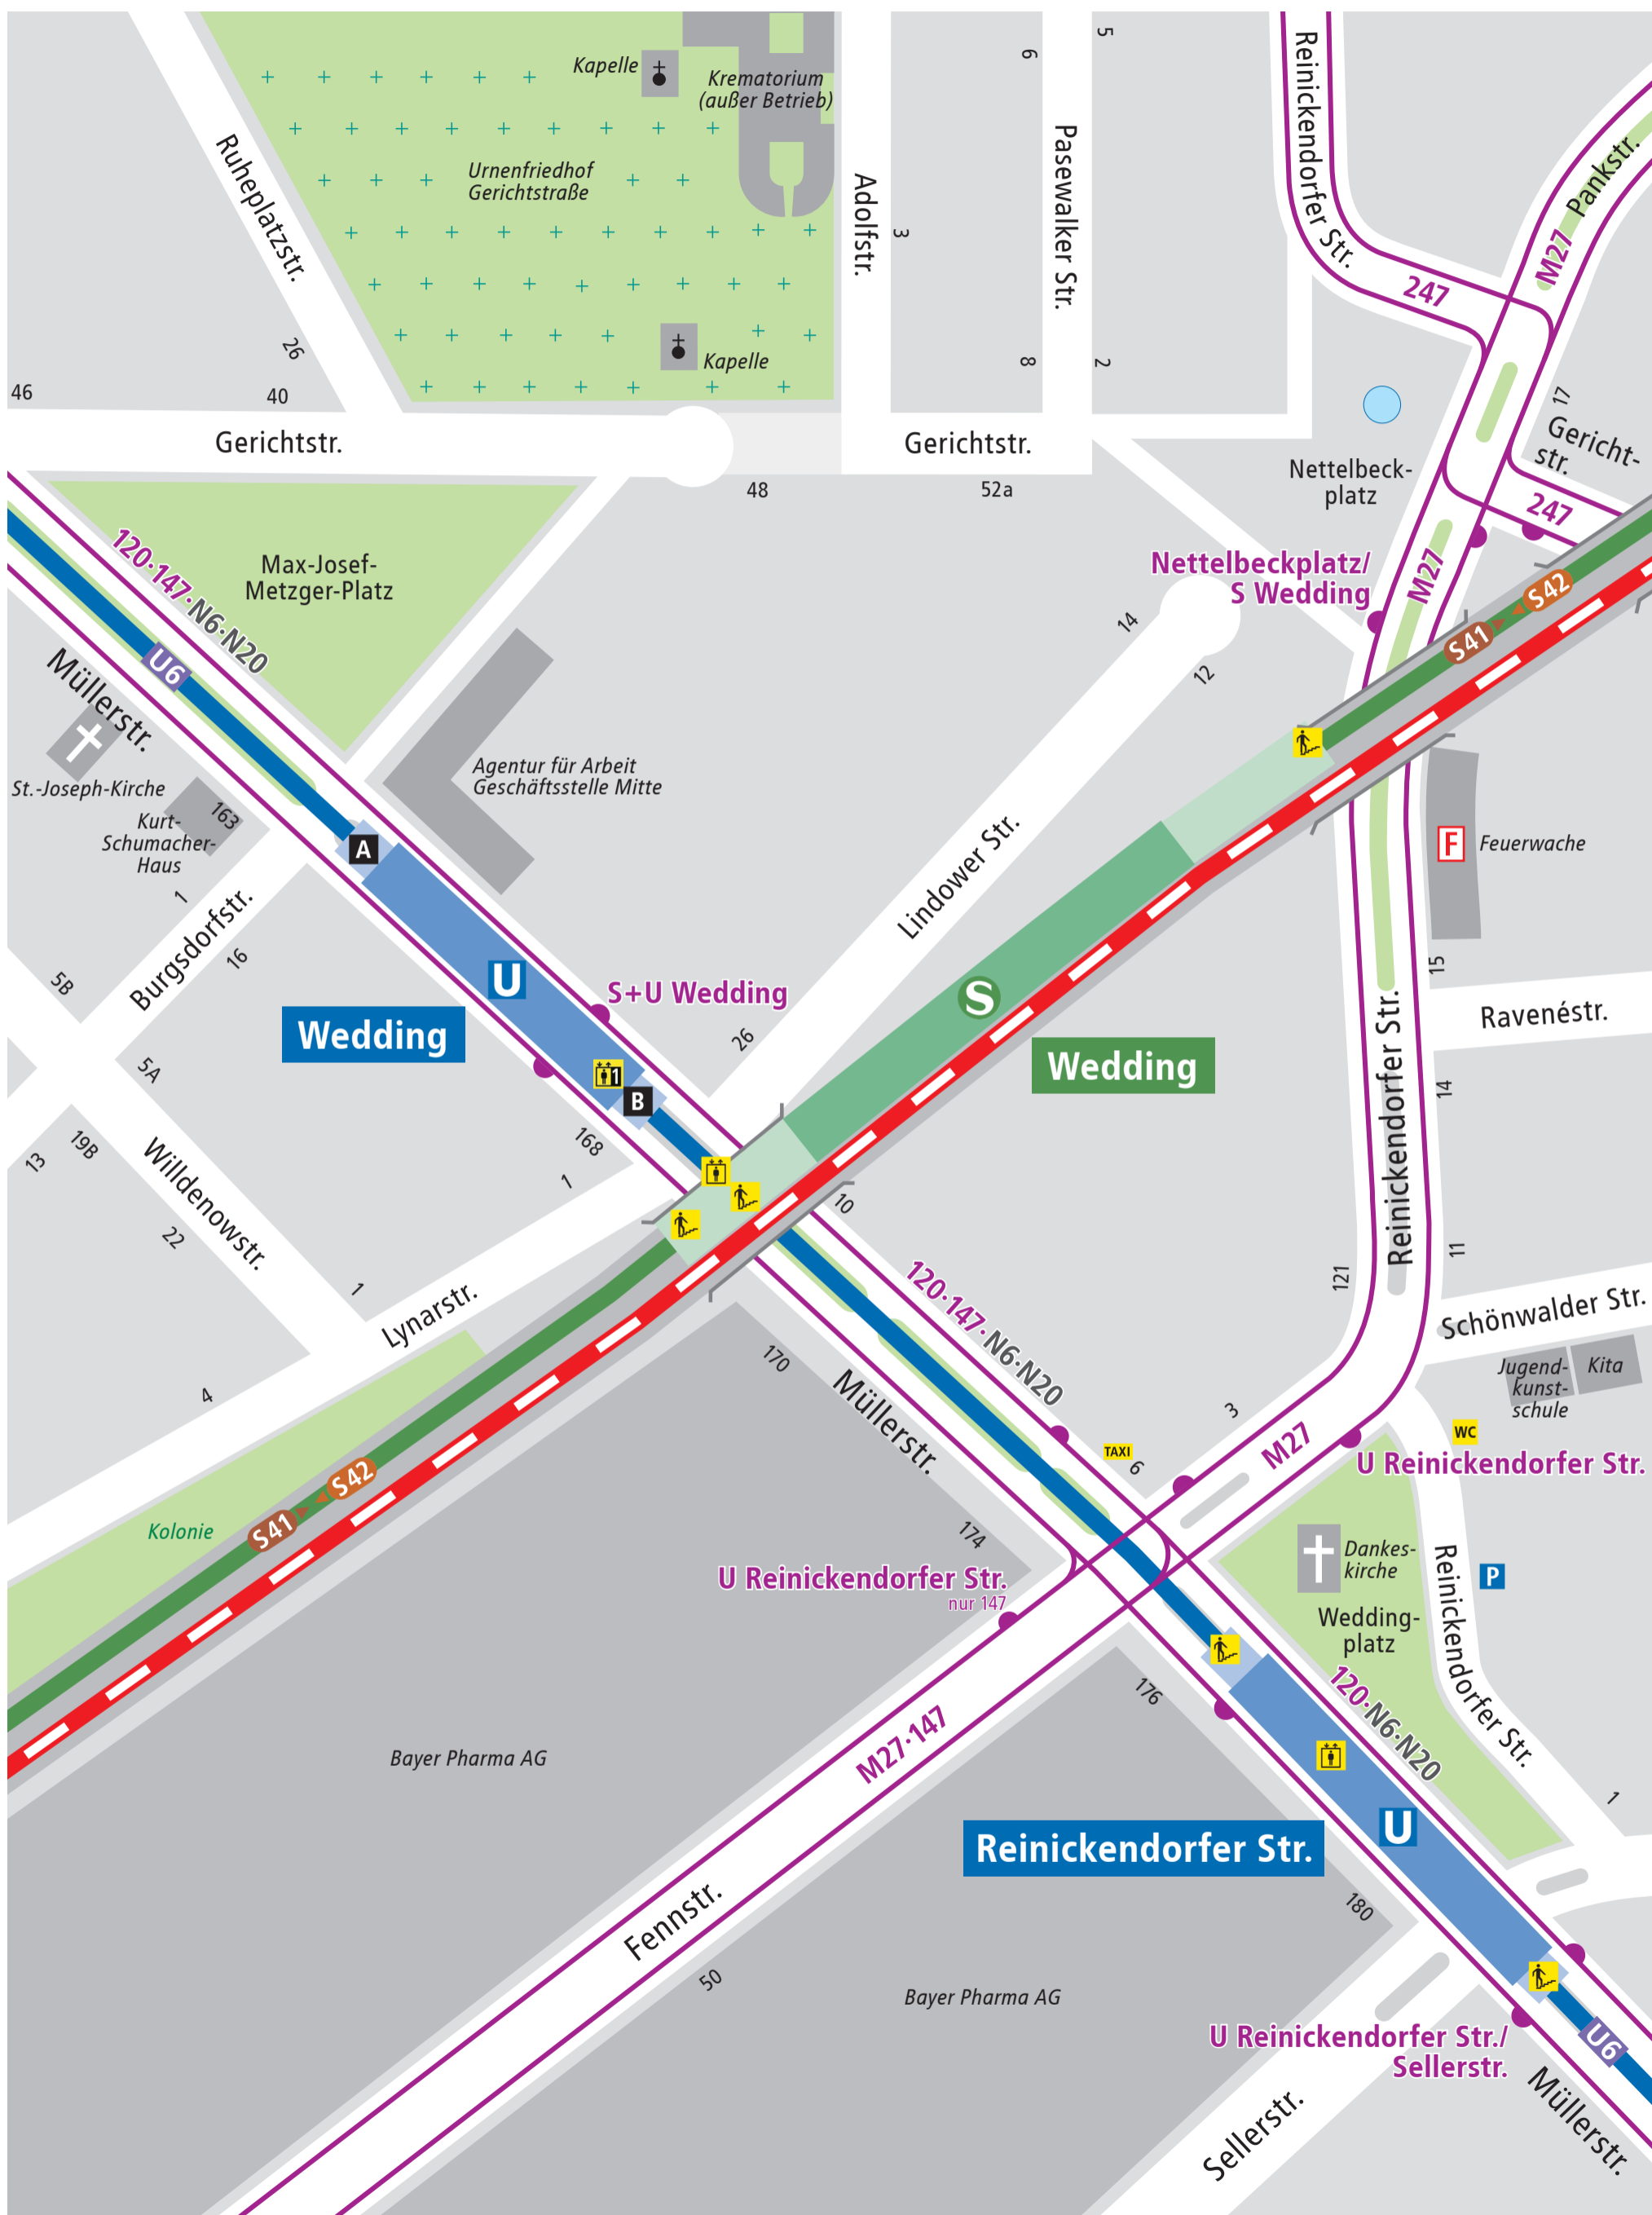 Kapelle
Krematorium
(außer Betrieb)
Urnenfriedhof
Gerichtstraße
Ruheplatzstr.
26
46
40
Kapelle
Adolfstr.
3
Pasewalker Str.
6
5
8
2
Reinickendorfer Str.
247
M27
Pankstr.
17
Gericht-
str.
247
Gerichtstr.
48
Gerichtstr.
52a
Nettelbeck-
platz
Nettelbeckplatz/
S Wedding
M27
S42
S41
120·147·N6·N20
Max-Josef-
Metzger-Platz
U6
Müllerstr.
St.-Joseph-Kirche
163
Kurt-
Schumacher-
Haus
Agentur für Arbeit
Geschäftsstelle Mitte
14
12
Lindower Str.
26
F
Feuerwache
A
1
Burgsdorfstr.
16
5B
5A
U
S+U Wedding
Wedding
1
B
S
Wedding
15
Ravenéstr.
14
Reinickendorfer Str.
11
121
Schönwalder Str.
Jugend-
kunst-
schule
Kita
13
19B
Willdenowstr.
22
168
1
1
Lynarstr.
4
10
170
120·147·N6·N20
Müllerstr.
174
TAXI
6
3
M27
WC
U Reinickendorfer Str.
Kolonie
S41
S42
U Reinickendorfer Str.
nur 147
Dankes-
kirche
Wedding-
platz
Reinickendorfer Str.
P
1
176
120·N6·N20
Bayer Pharma AG
M27·147
Reinickendorfer Str.
U
180
Fennstr.
50
Bayer Pharma AG
U Reinickendorfer Str./
Sellerstr.
U6
Sellerstr.
Müllerstr.